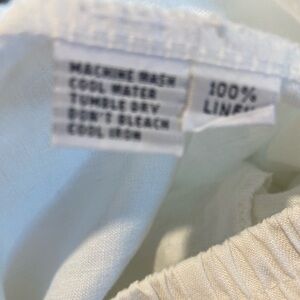 MACHINE WASH
COOL WATER
TUMBLE DRY
DON'T BLEACH
COOL IRON
100%
LINEN